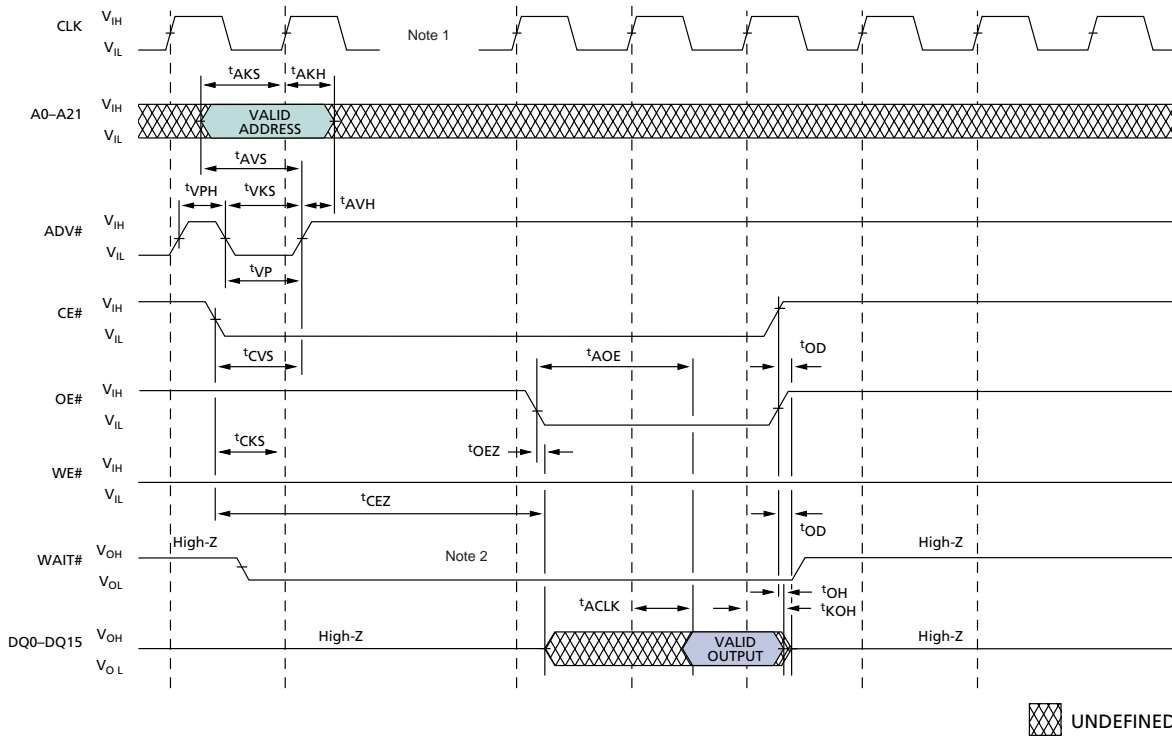 CLK VIH
VIL
Note 1
tAKS tAKH
A0–A21 VIH
VIL
VALID
ADDRESS
tAVS
tVPH tVKS tAVH
ADV# VIH
VIL
tVP
CE# VIH
VIL
tCVS tAOE tOD
OE# VIH
VIL
tCKS tOEZ
WE# VIH
VIL
tCEZ tOD
WAIT# VOH
VOL
High-Z Note 2 High-Z
tOH
tACLK tKOH
DQ0–DQ15 VOH
VO L
High-Z VALID
OUTPUT High-Z
UNDEFINED